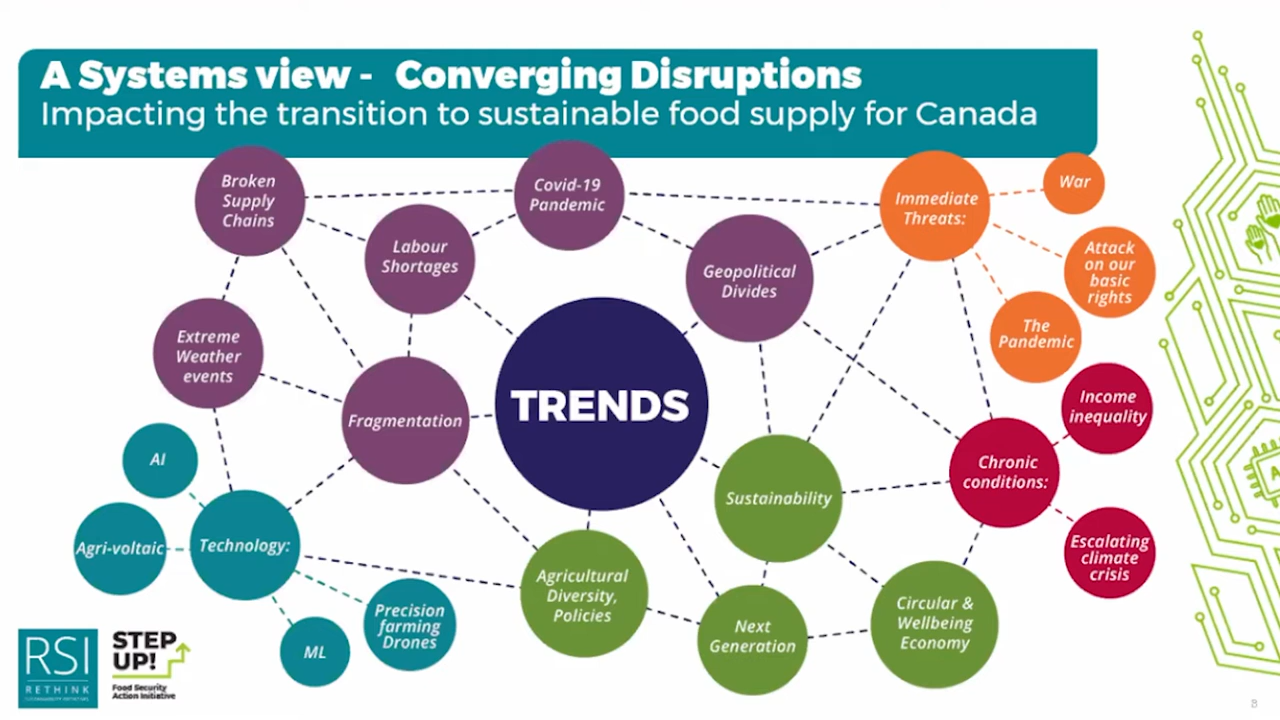 A Systems view - Converging Disruptions
Impacting the transition to sustainable food supply for Canada
Broken
Supply
Chains
Covid-19
Pandemic
Immediate
Threats:
War
Labour
Shortages
Geopolitical
Divides
Attack
on our
basic
rights
The
Pandemic
Extreme
Weather
events
Fragmentation
TRENDS
Income
inequality
AI
Chronic
conditions:
Sustainability
Agri-voltaic
Technology:
Escalating
climate
crisis
Agricultural
Diversity,
Policies
Precision
farming
Drones
ML
Next
Generation
Circular &
Wellbeing
Economy
RSI
RETHINK
STEP
UP!
Food Security
Action Initiative